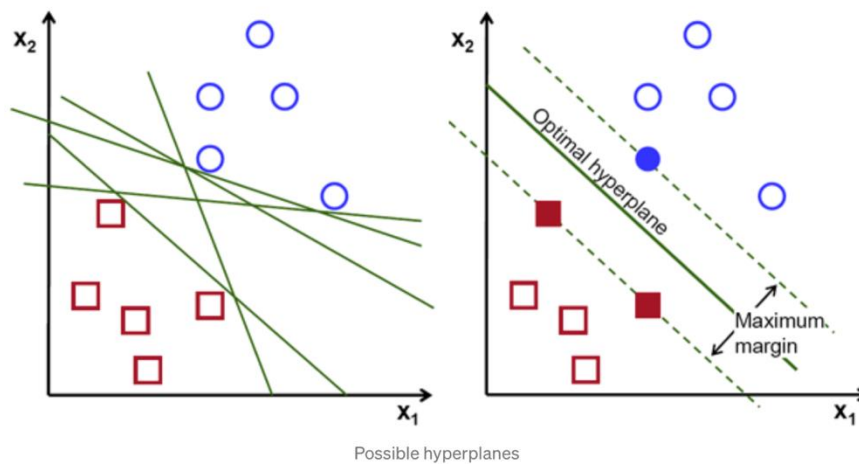 X2
X1
X2
Optimal hyperplane
Maximum
margin
X1
Possible hyperplanes